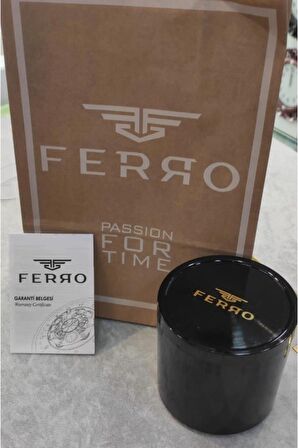 FERRO
PASSION
FOR
TIME
FERRO
GARANTİ BELGESİ
Warranty Certificate
FERRO